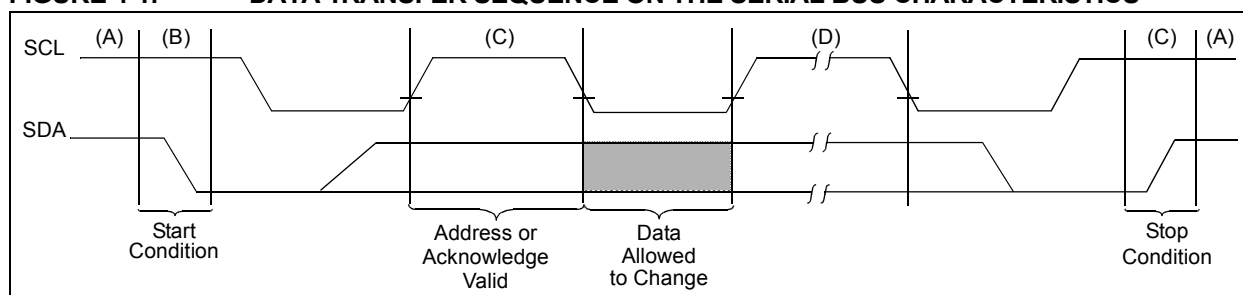 DATA TRANSFER SEQUENCE ON THE SERIAL BUS CHARACTERISTICS
(A) (B) (C) (D) (C) (A)
SCL
SDA
Start
Condition
Address or
Acknowledge
Valid
Data
Allowed
to Change
Stop
Condition